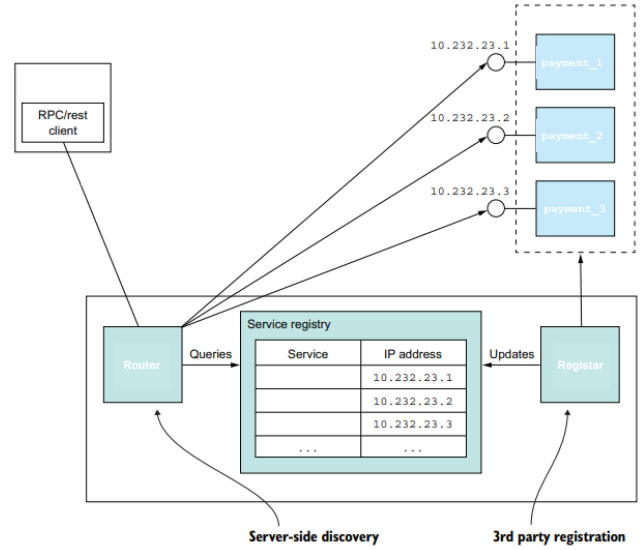 10.232.23.1
payment_1
RPC/rest
client
10.232.23.2
payment_2
10.232.23.3
payment_3
Service registry
Router
Queries
Service
IP address
Updates
Registar
10.232.23.1
10.232.23.2
10.232.23.3
...
...
Server-side discovery
3rd party registration